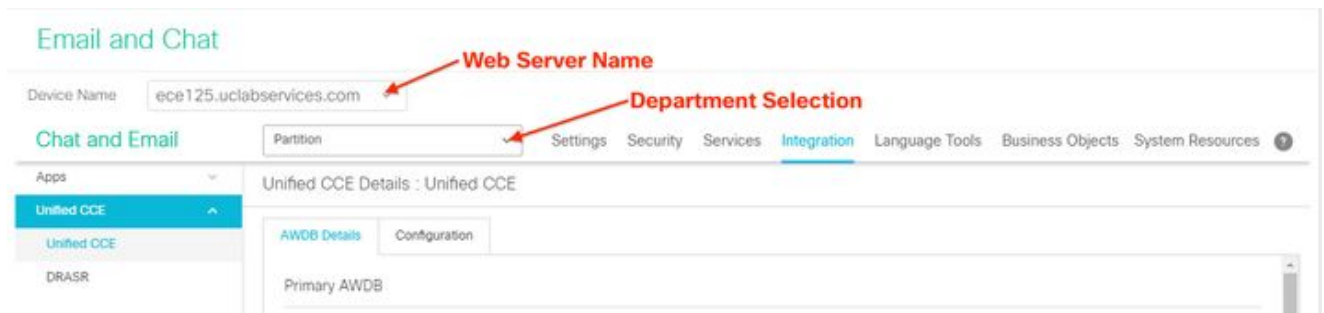 Email and Chat
Web Server Name
Device Name ece125.uclabservices.com
Department Selection
Chat and Email Partition Settings Security Services Integration Language Tools Business Objects System Resources ?
Apps Unified CCE Details : Unified CCE
Unified CCE
AWDB Details Configuration
Unified CCE
DRASR
Primary AWDB